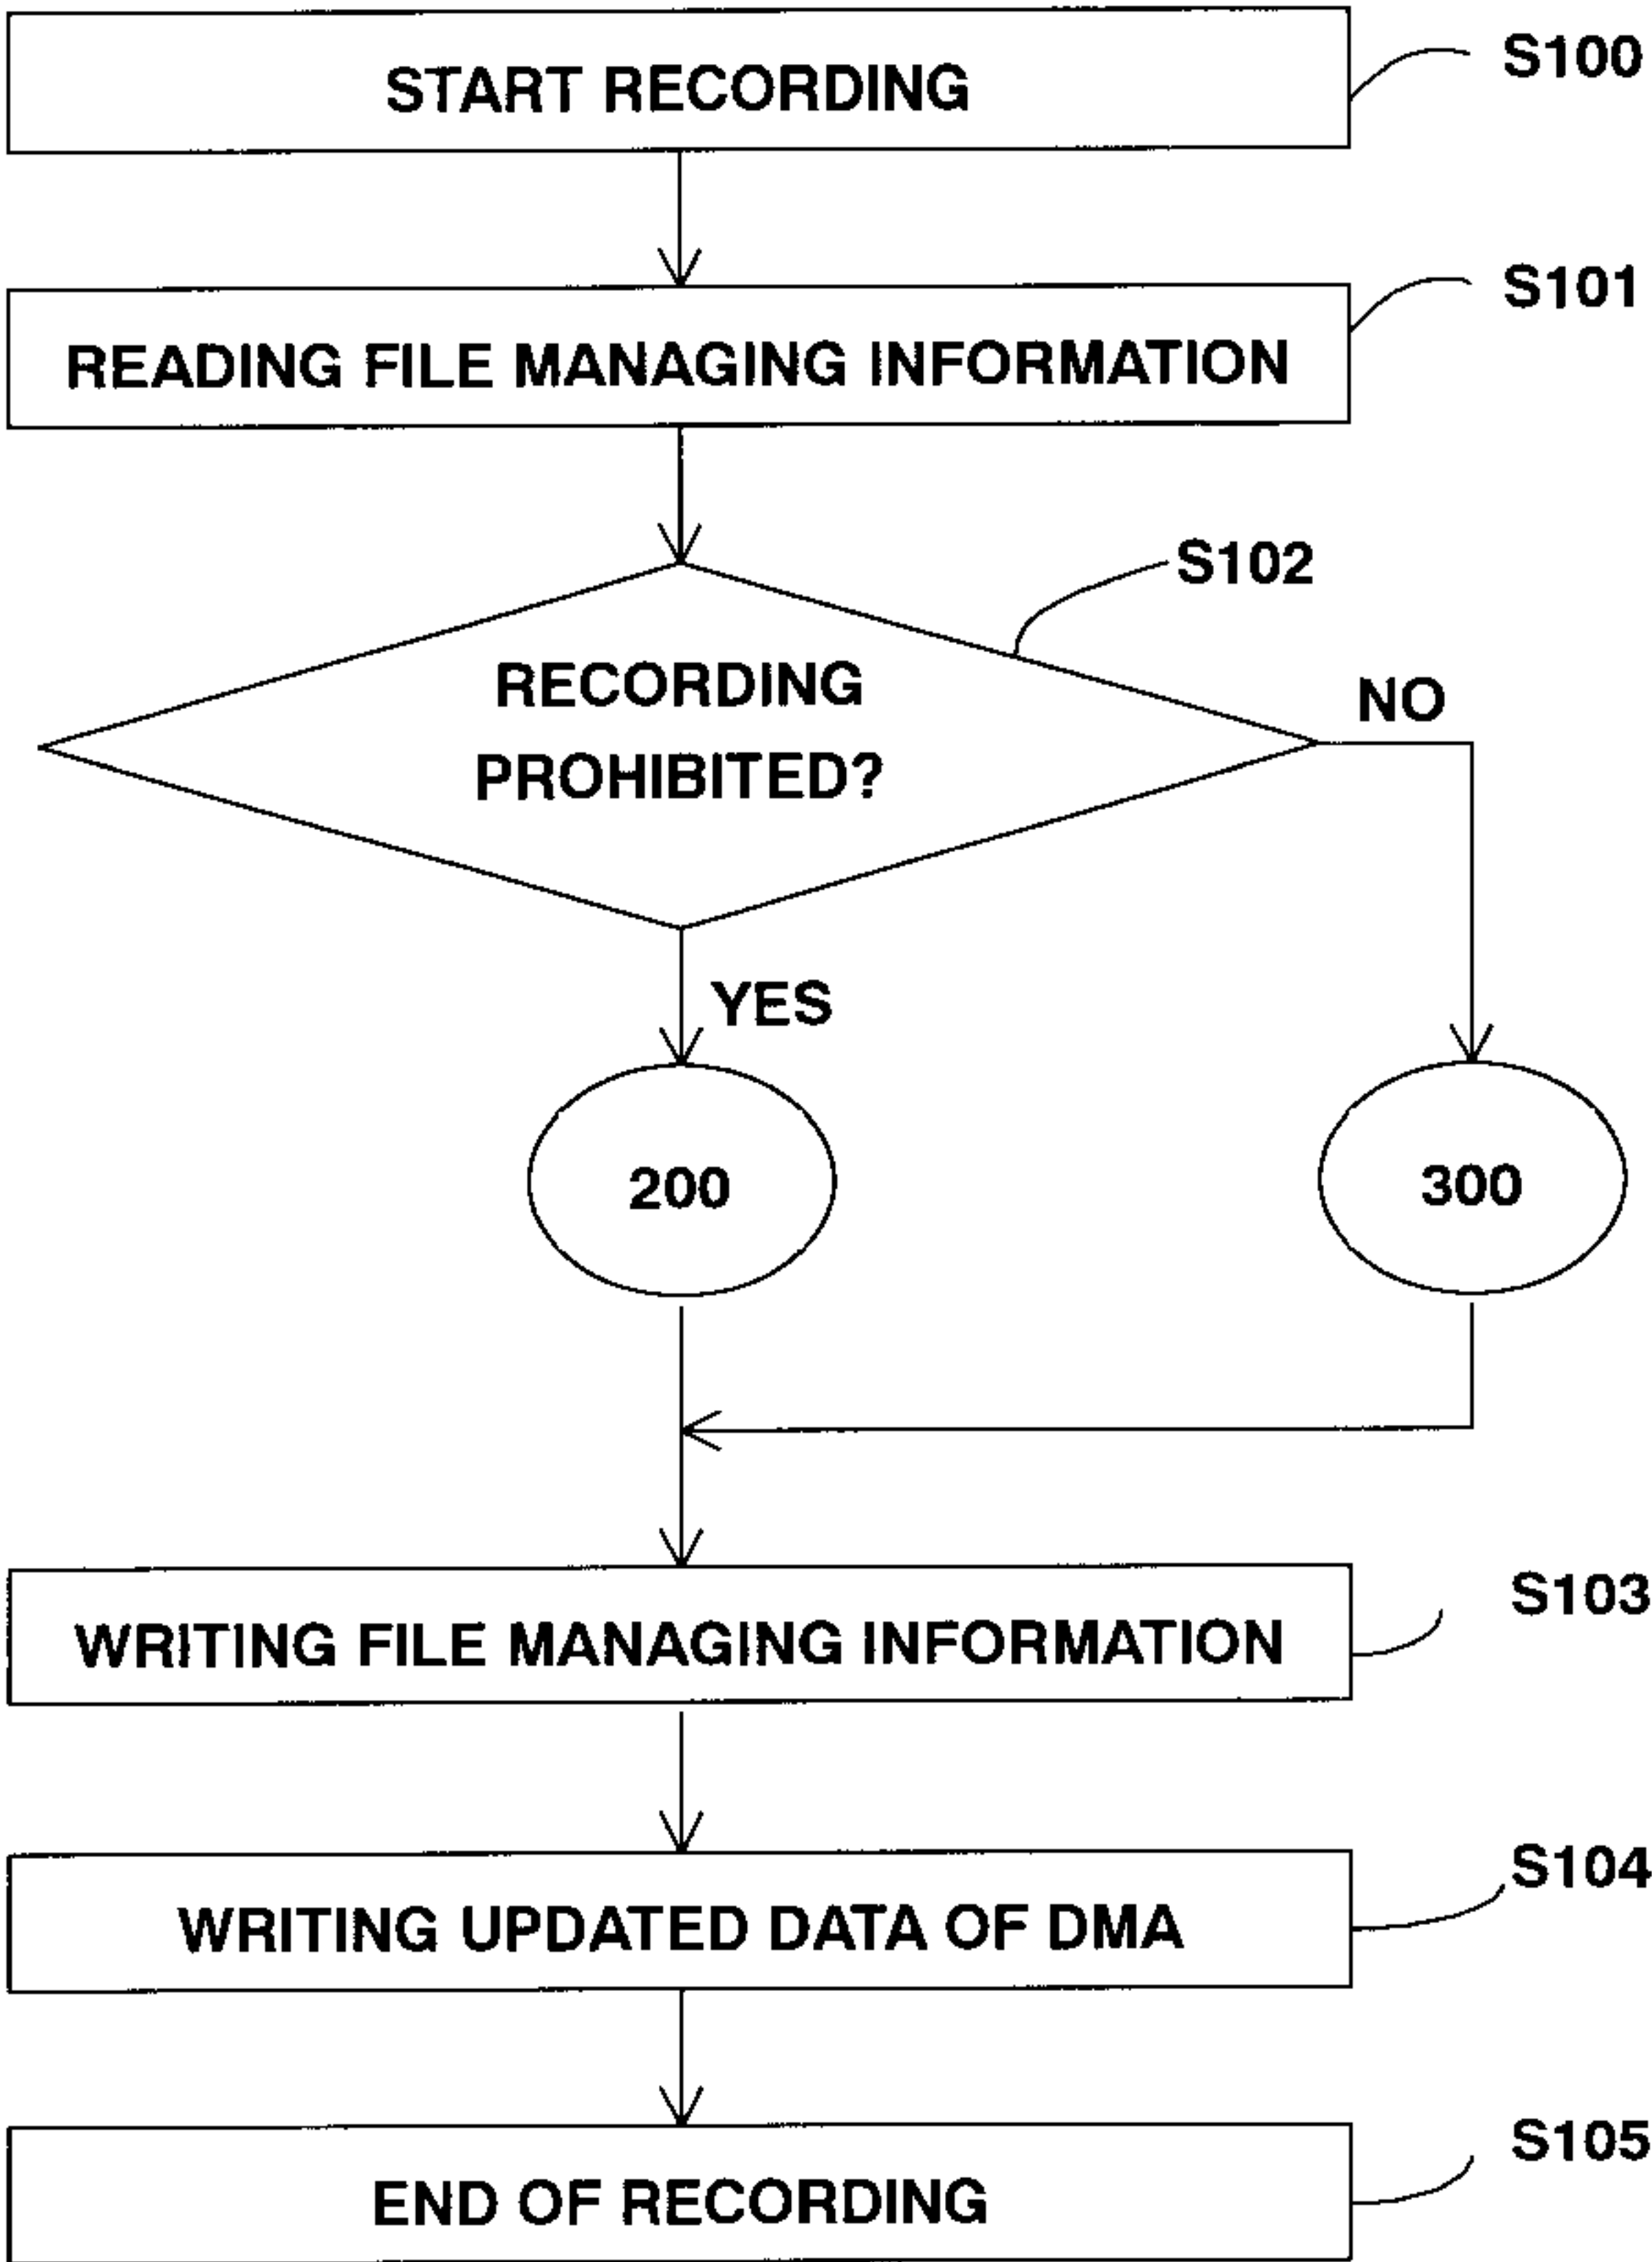 START RECORDING
S100
READING FILE MANAGING INFORMATION
S101
S102
RECORDING
PROHIBITED?
NO
YES
200
300
WRITING FILE MANAGING INFORMATION
S103
WRITING UPDATED DATA OF DMA
S104
END OF RECORDING
S105